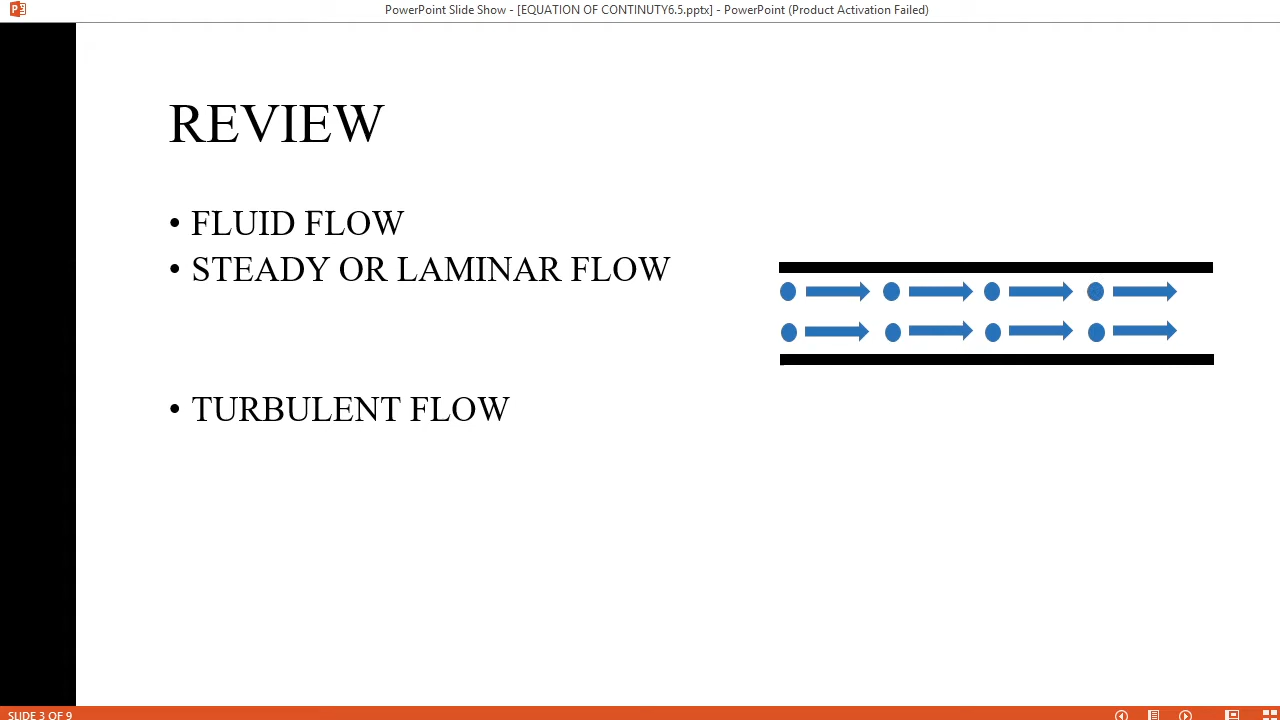 PowerPoint Slide Show - [EQUATION OF CONTINUTY6.5.pptx] - PowerPoint (Product Activation Failed)
REVIEW
• FLUID FLOW
• STEADY OR LAMINAR FLOW
• TURBULENT FLOW
SLIDE 3 OF 9